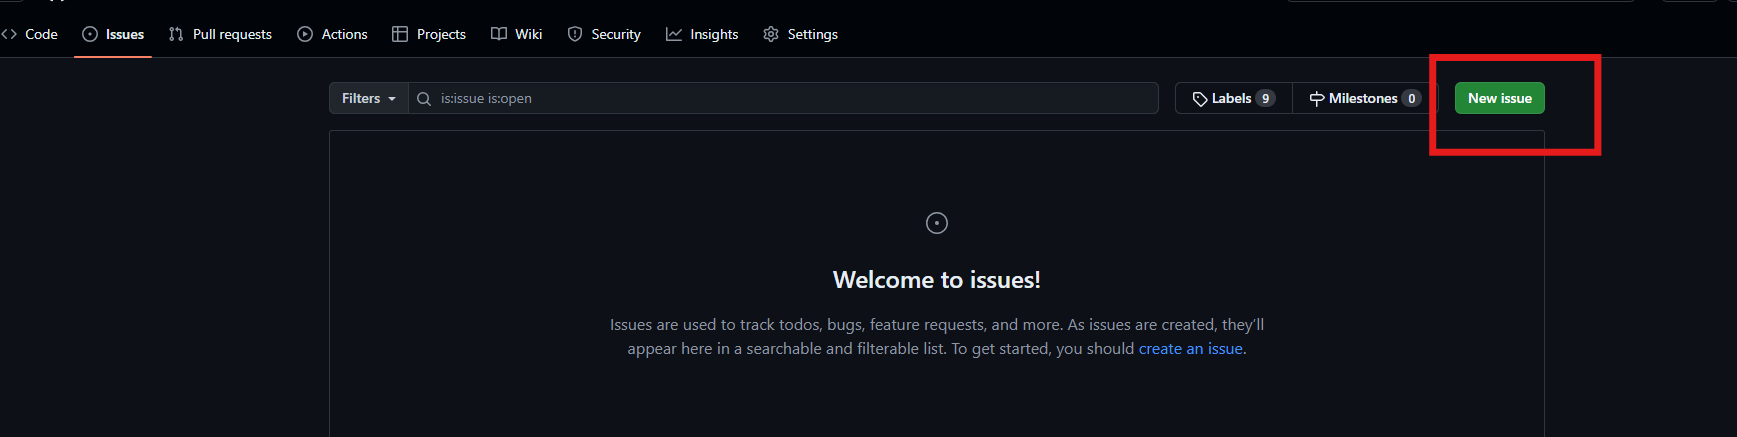 Code Issues Pull requests Actions Projects Wiki Security Insights Settings
Filters is:issue is:open Labels 9 Milestones 0 New issue
Welcome to issues!
Issues are used to track todos, bugs, feature requests, and more. As issues are created, they’ll
appear here in a searchable and filterable list. To get started, you should create an issue.